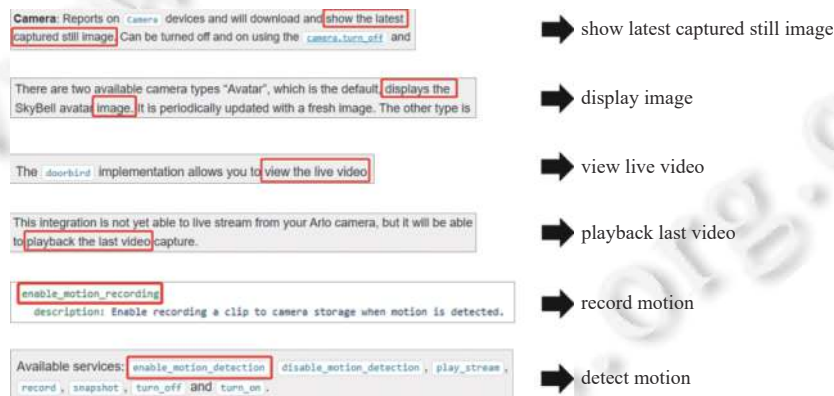 Camera: Reports on Camera devices and will download and show the latest
captured still image. Can be turned off and on using the camera.turn_off and
show latest captured still image
There are two available camera types “Avatar”, which is the default, displays the
SkyBell avatar image. It is periodically updated with a fresh image. The other type is
display image
The doorbird implementation allows you to view the live video
view live video
This integration is not yet able to live stream from your Arlo camera, but it will be able
to playback the last video capture.
playback last video
enable_motion_recording
description: Enable recording a clip to camera storage when motion is detected.
record motion
Available services: enable_motion_detection disable_motion_detection, play_stream,
record, snapshot, turn_off and turn_on.
detect motion
.org.